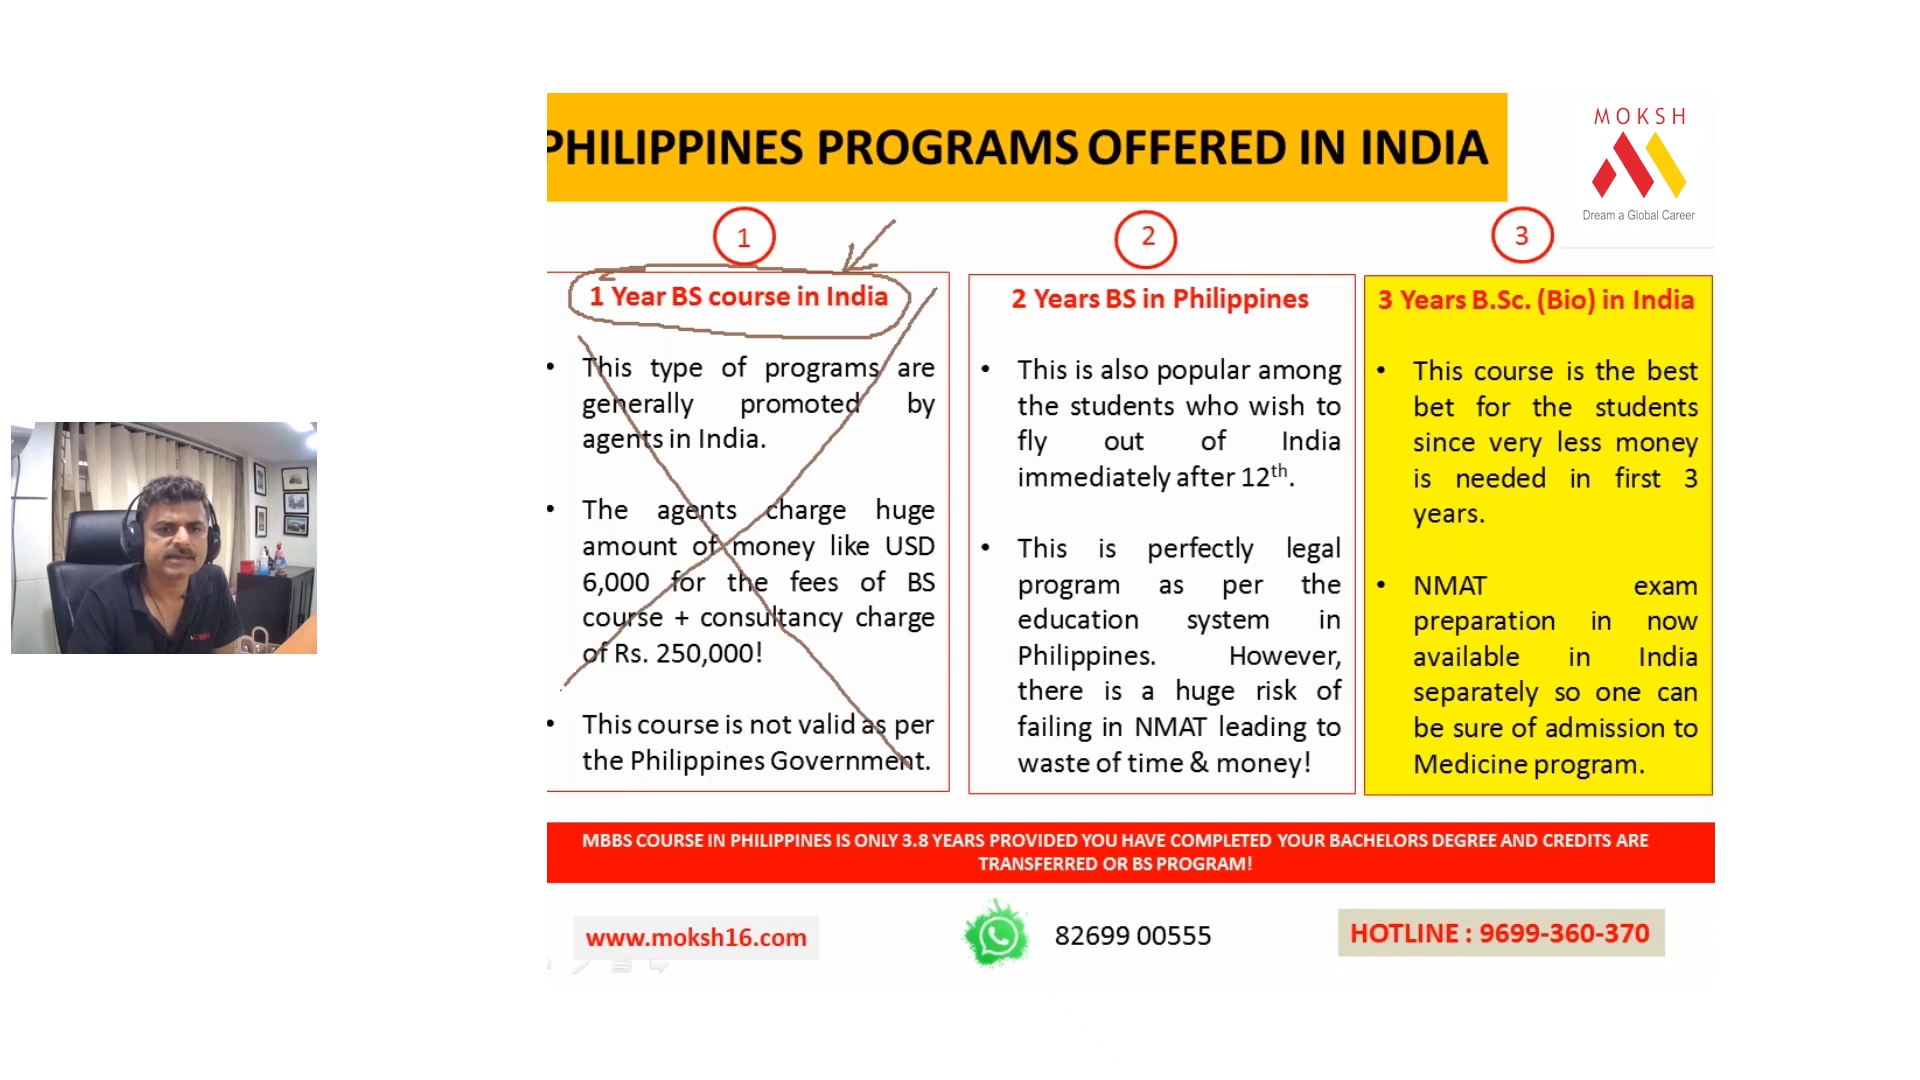 PHILIPPINES PROGRAMS OFFERED IN INDIA
MOKSH
Dream a Global Career
1
1 Year BS course in India
• This type of programs are
generally promoted by
agents in India.
• The agents charge huge
amount of money like USD
6,000 for the fees of BS
course + consultancy charge
of Rs. 250,000!
• This course is not valid as per
the Philippines Government.
2
2 Years BS in Philippines
• This is also popular among
the students who wish to
fly out of India
immediately after 12th.
• This is perfectly legal
program as per the
education system in
Philippines. However,
there is a huge risk of
failing in NMAT leading to
waste of time & money!
3
3 Years B.Sc. (Bio) in India
• This course is the best
bet for the students
since very less money
is needed in first 3
years.
• NMAT exam
preparation in now
available in India
separately so one can
be sure of admission to
Medicine program.
MBBS COURSE IN PHILIPPINES IS ONLY 3.8 YEARS PROVIDED YOU HAVE COMPLETED YOUR BACHELORS DEGREE AND CREDITS ARE
TRANSFERRED OR BS PROGRAM!
www.moksh16.com
82699 00555
HOTLINE : 9699-360-370